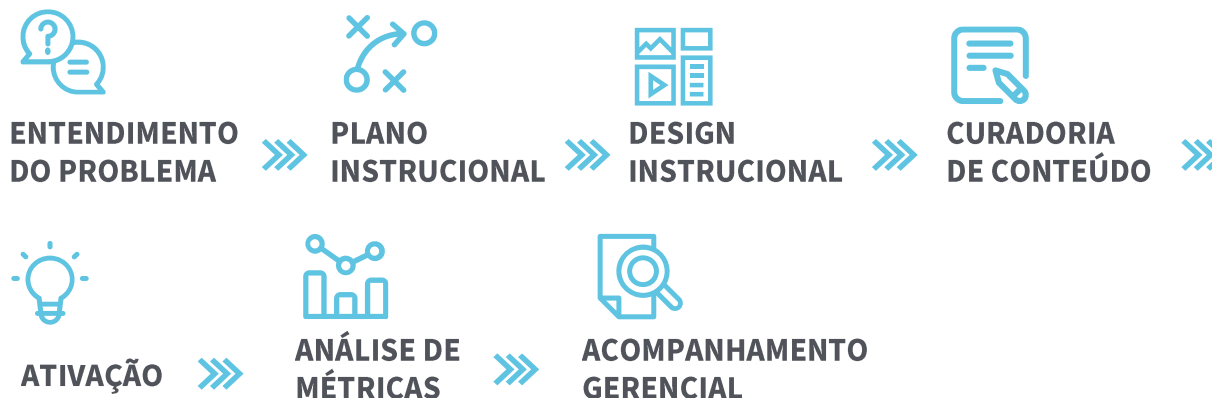 ENTENDIMENTO
DO PROBLEMA
PLANO
INSTRUCIONAL
DESIGN
INSTRUCIONAL
CURADORIA
DE CONTEÚDO
ATIVAÇÃO
ANÁLISE DE
MÉTRICAS
ACOMPANHAMENTO
GERENCIAL